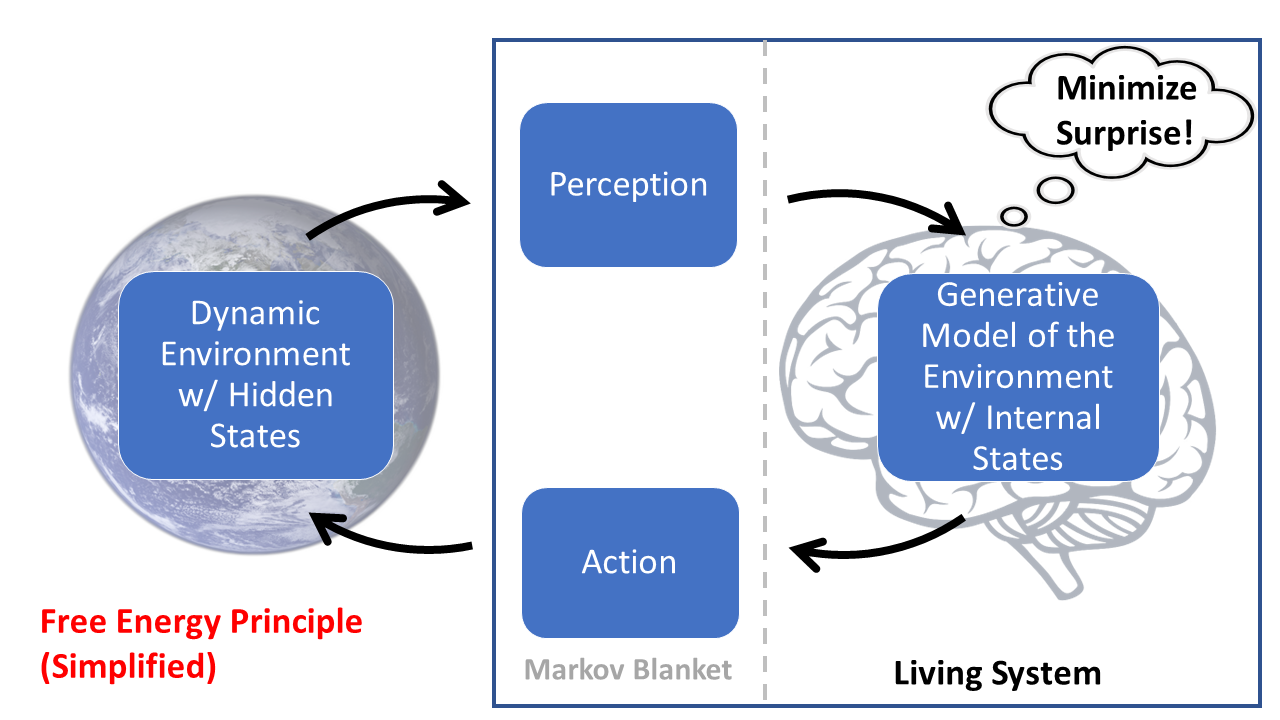 Minimize
Surprise!
Perception
Dynamic
Environment
w/ Hidden
States
Generative
Model of the
Environment
w/ Internal
States
Action
Free Energy Principle
(Simplified)
Markov Blanket
Living System